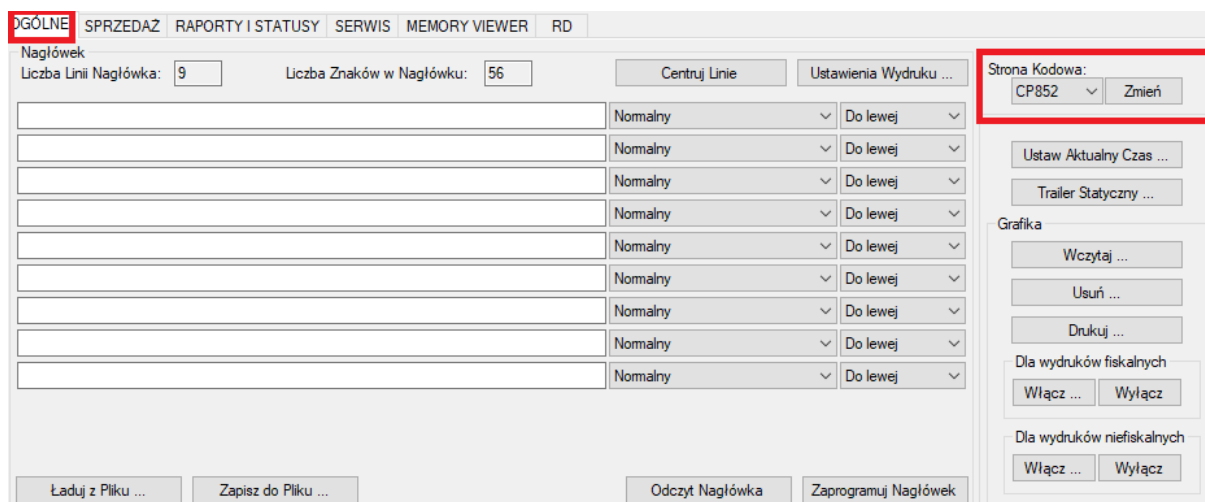 OGÓLNE SPRZEDAŻ RAPORTY I STATUSY SERWIS MEMORY VIEWER RD
Nagłówek
Liczba Linii Nagłówka: 9 Liczba Znaków w Nagłówku: 56 Centruj Linie Ustawienia Wydruku ...
Normalny Do lewej
Normalny Do lewej
Normalny Do lewej
Normalny Do lewej
Normalny Do lewej
Normalny Do lewej
Normalny Do lewej
Normalny Do lewej
Normalny Do lewej
Ładuj z Pliku ... Zapisz do Pliku ... Odczyt Nagłówka Zaprogramuj Nagłówek
Strona Kodowa:
CP852 Zmień
Ustaw Aktualny Czas ...
Trailer Statyczny ...
Grafika
Wczytaj ...
Usuń ...
Drukuj ...
Dla wydruków fiskalnych
Włącz ... Wyłącz
Dla wydruków niefiskalnych
Włącz ... Wyłącz